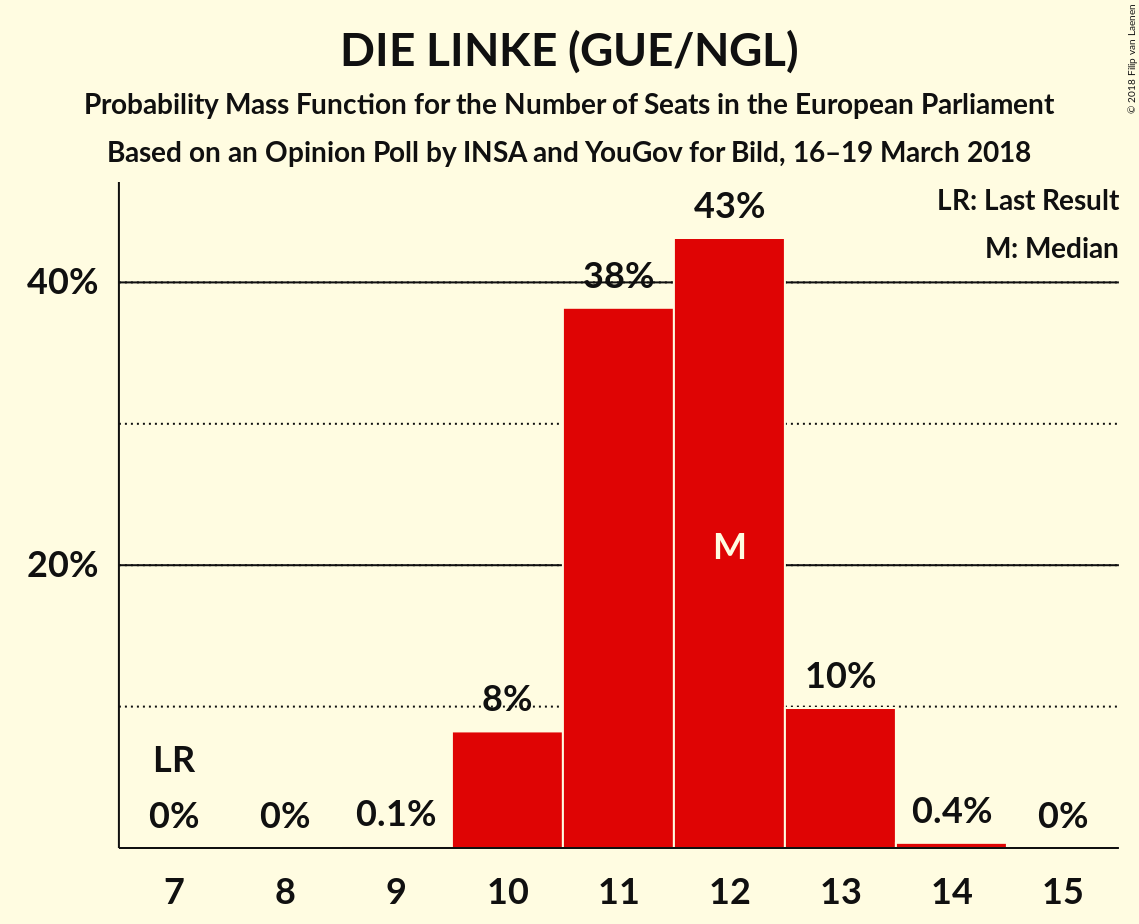 DIE LINKE (GUE/NGL)
Probability Mass Function for the Number of Seats in the European Parliament
Based on an Opinion Poll by INSA and YouGov for Bild, 16–19 March 2018
© 2018 Filip van Laenen
LR: Last Result
M: Median
43%
38%
40%
M
20%
10%
8%
LR
0%
0%
0.1%
0.4%
0%
7 8 9 10 11 12 13 14 15